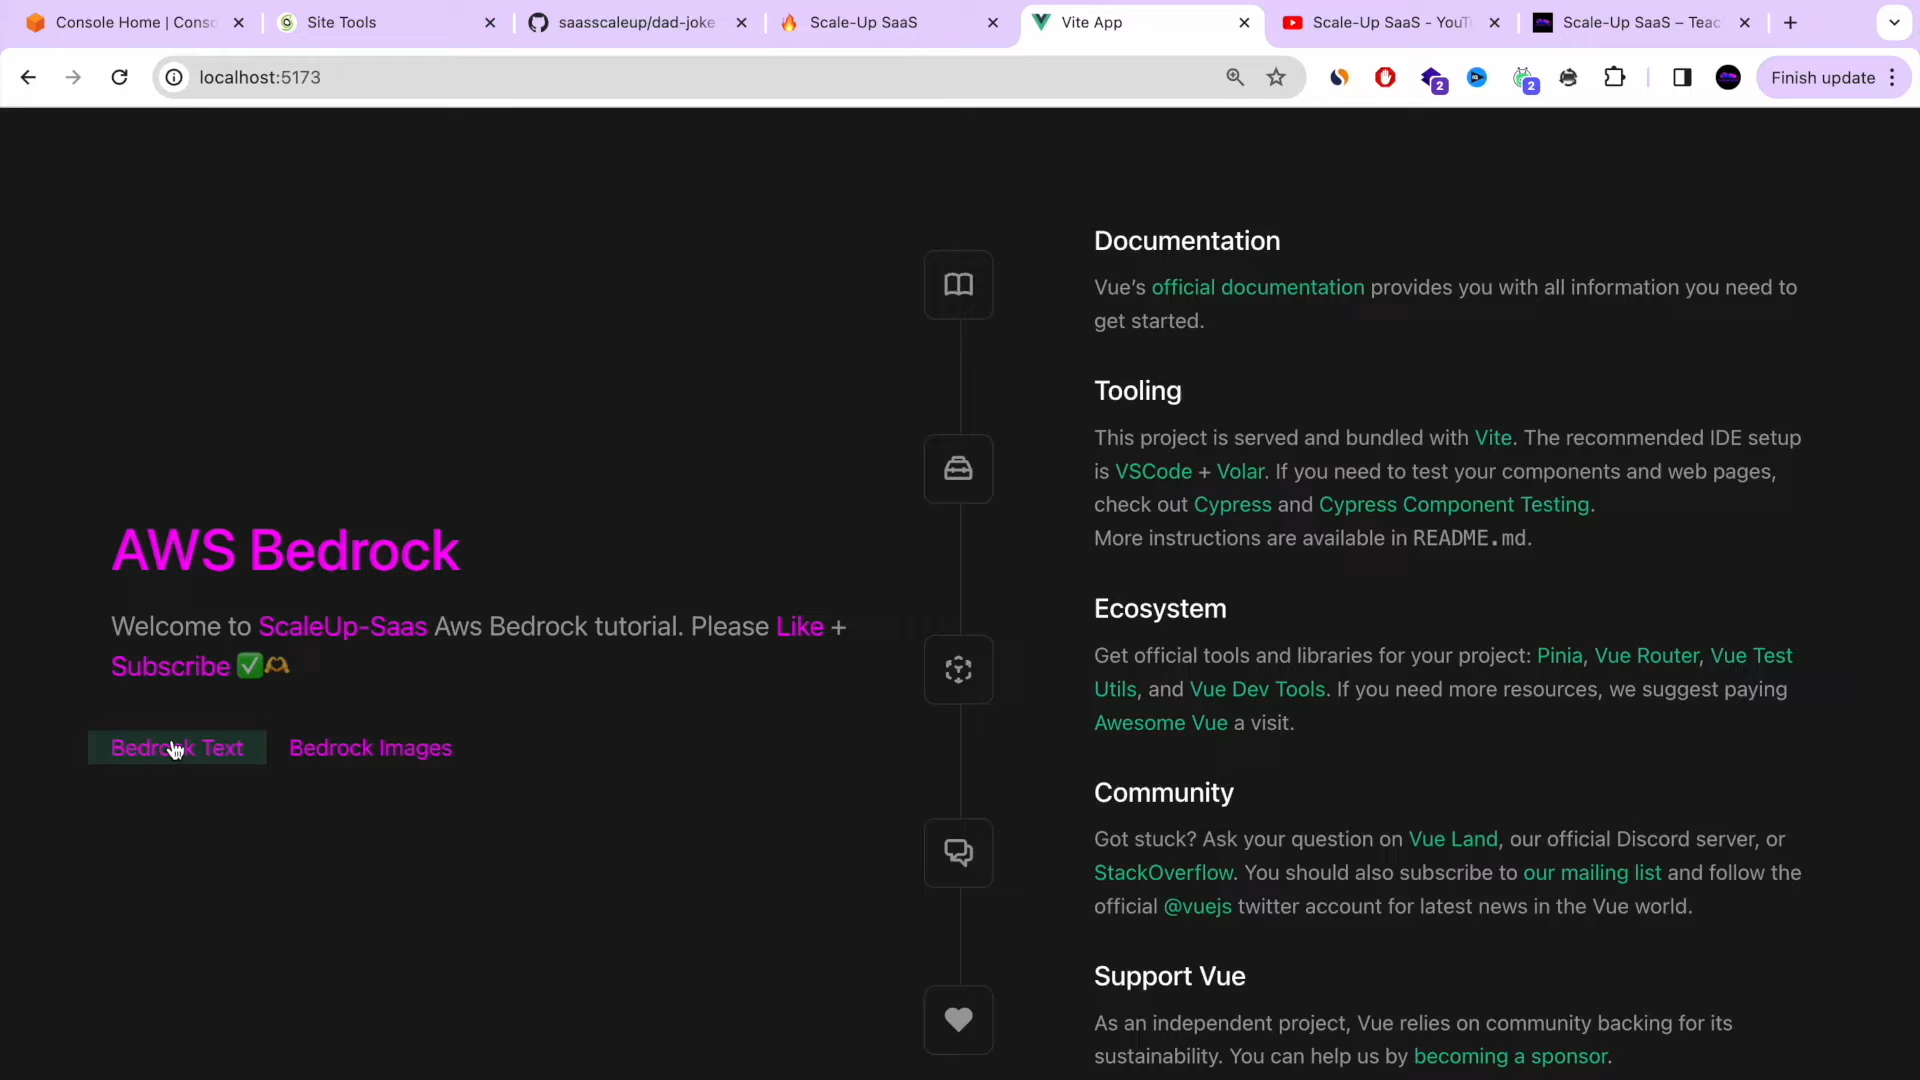 Console Home | Conso
Site Tools
saasscaleup/dad-joke
Scale-Up SaaS
Vite App
Scale-Up SaaS - YouTu
Scale-Up SaaS – Teac
localhost:5173
2
2
Finish update
AWS Bedrock
Welcome to ScaleUp-Saas Aws Bedrock tutorial. Please Like +
Subscribe ✅🫶
Bedrock Text
Bedrock Images
Documentation
Vue’s official documentation provides you with all information you need to
get started.
Tooling
This project is served and bundled with Vite. The recommended IDE setup
is VSCode + Volar. If you need to test your components and web pages,
check out Cypress and Cypress Component Testing.
More instructions are available in README.md.
Ecosystem
Get official tools and libraries for your project: Pinia, Vue Router, Vue Test
Utils, and Vue Dev Tools. If you need more resources, we suggest paying
Awesome Vue a visit.
Community
Got stuck? Ask your question on Vue Land, our official Discord server, or
StackOverflow. You should also subscribe to our mailing list and follow the
official @vuejs twitter account for latest news in the Vue world.
Support Vue
As an independent project, Vue relies on community backing for its
sustainability. You can help us by becoming a sponsor.